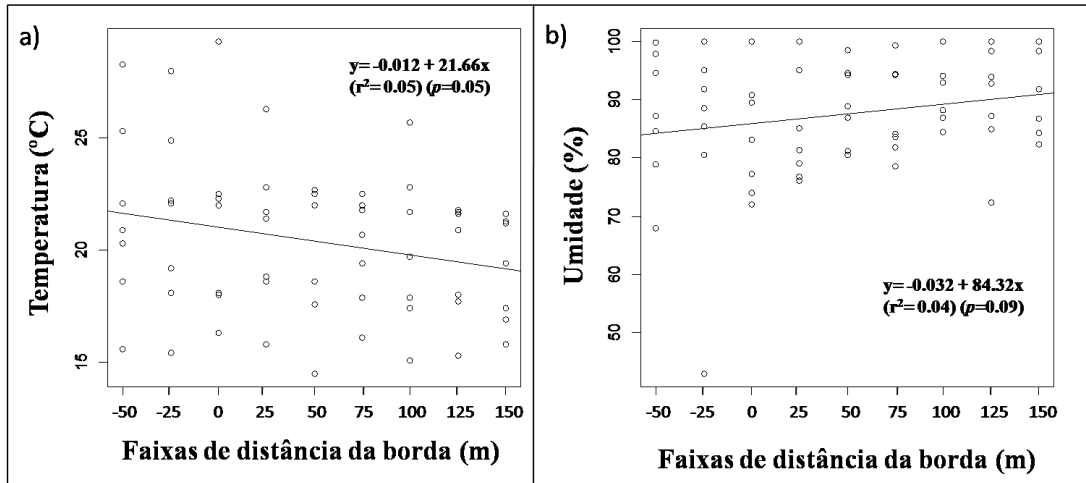 a)
y= -0.012 + 21.66x
(r²= 0.05) (p=0.05)
Temperatura (ºC)
25
20
15
-50 -25 0 25 50 75 100 125 150
Faixas de distância da borda (m)
b)
Umidade (%)
100
90
80
70
60
50
y= -0.032 + 84.32x
(r²= 0.04) (p=0.09)
-50 -25 0 25 50 75 100 125 150
Faixas de distância da borda (m)